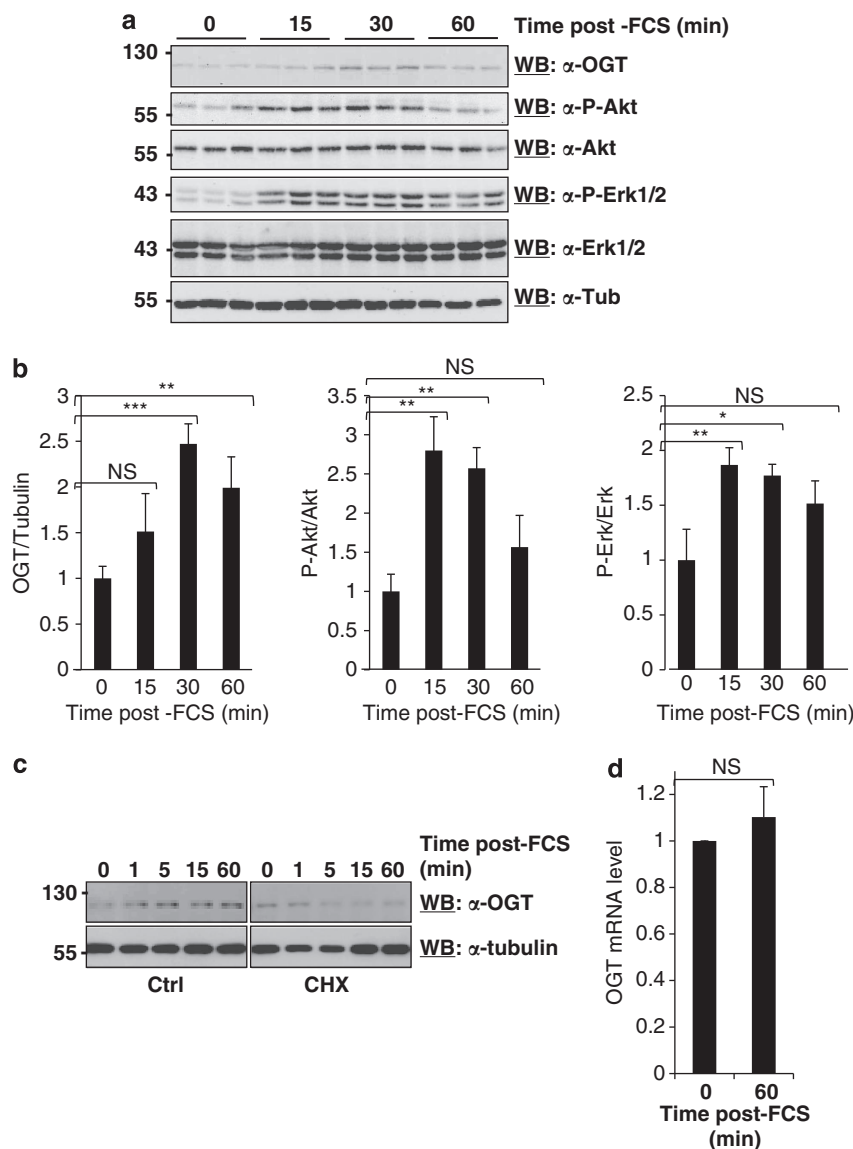 a
0 15 30 60 Time post -FCS (min)
130
WB: α-OGT
55
WB: α-P-Akt
55
WB: α-Akt
43
WB: α-P-Erk1/2
43
WB: α-Erk1/2
55
WB: α-Tub
b
3
2.5
2
1.5
1
0.5
0
OGT/Tubulin
**
***
NS
0 15 30 60
Time post -FCS (min)
3.5
3
2.5
2
1.5
1
0.5
0
P-Akt/Akt
NS
**
**
0 15 30 60
Time post-FCS (min)
2.5
2
1.5
1
0.5
0
P-Erk/Erk
NS
*
**
0 15 30 60
Time post-FCS (min)
c
0 1 5 15 60 0 1 5 15 60
Time post-FCS
(min)
130
WB: α-OGT
55
WB: α-tubulin
Ctrl CHX
d
NS
1.2
1
0.8
0.6
0.4
0.2
0
OGT mRNA level
0 60
Time post-FCS
(min)